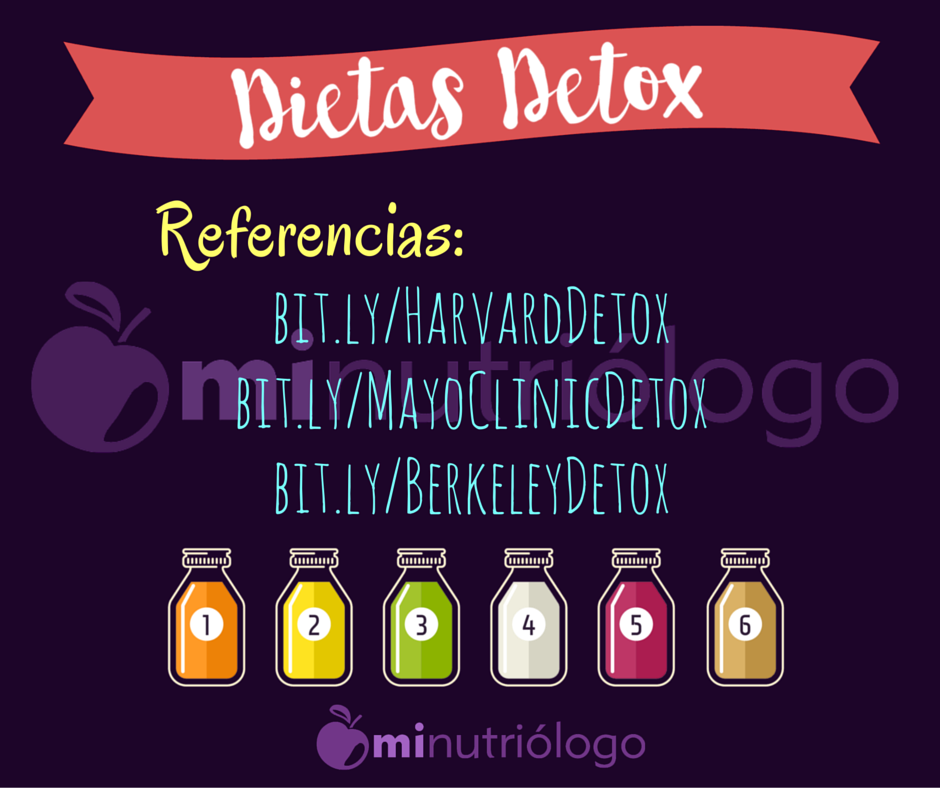 Dietas Detox
Referencias:
bit.ly/HarvardDetox
minutriólogo
bit.ly/MayoClinicDetox
bit.ly/BerkeleyDetox
1 2 3 4 5 6
minutriólogo